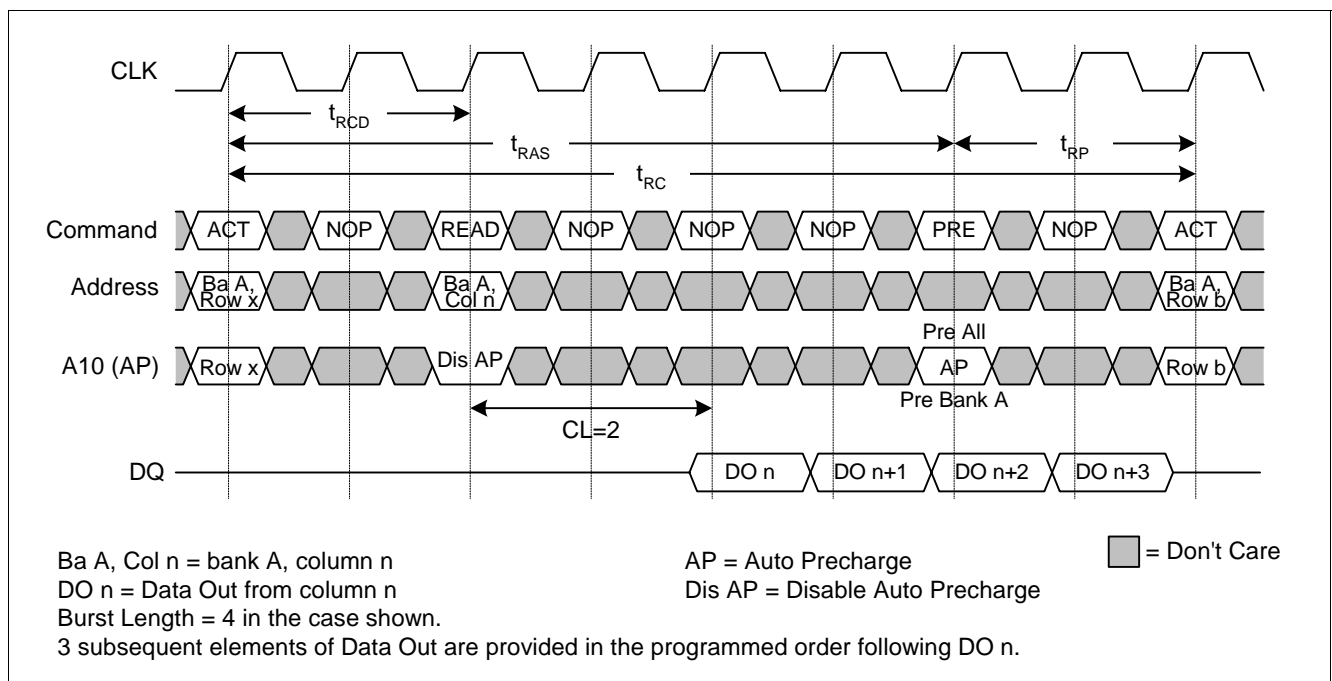 CLK
tRCD
tRAS
tRP
tRC
Command ACT NOP READ NOP NOP NOP PRE NOP ACT
Address Ba A, Row x Ba A, Col n Ba A, Row b
Pre All
A10 (AP) Row x Dis AP AP Row b
Pre Bank A
CL=2
DQ DO n DO n+1 DO n+2 DO n+3
Ba A, Col n = bank A, column n
DO n = Data Out from column n
Burst Length = 4 in the case shown.
3 subsequent elements of Data Out are provided in the programmed order following DO n.
AP = Auto Precharge
Dis AP = Disable Auto Precharge
= Don't Care